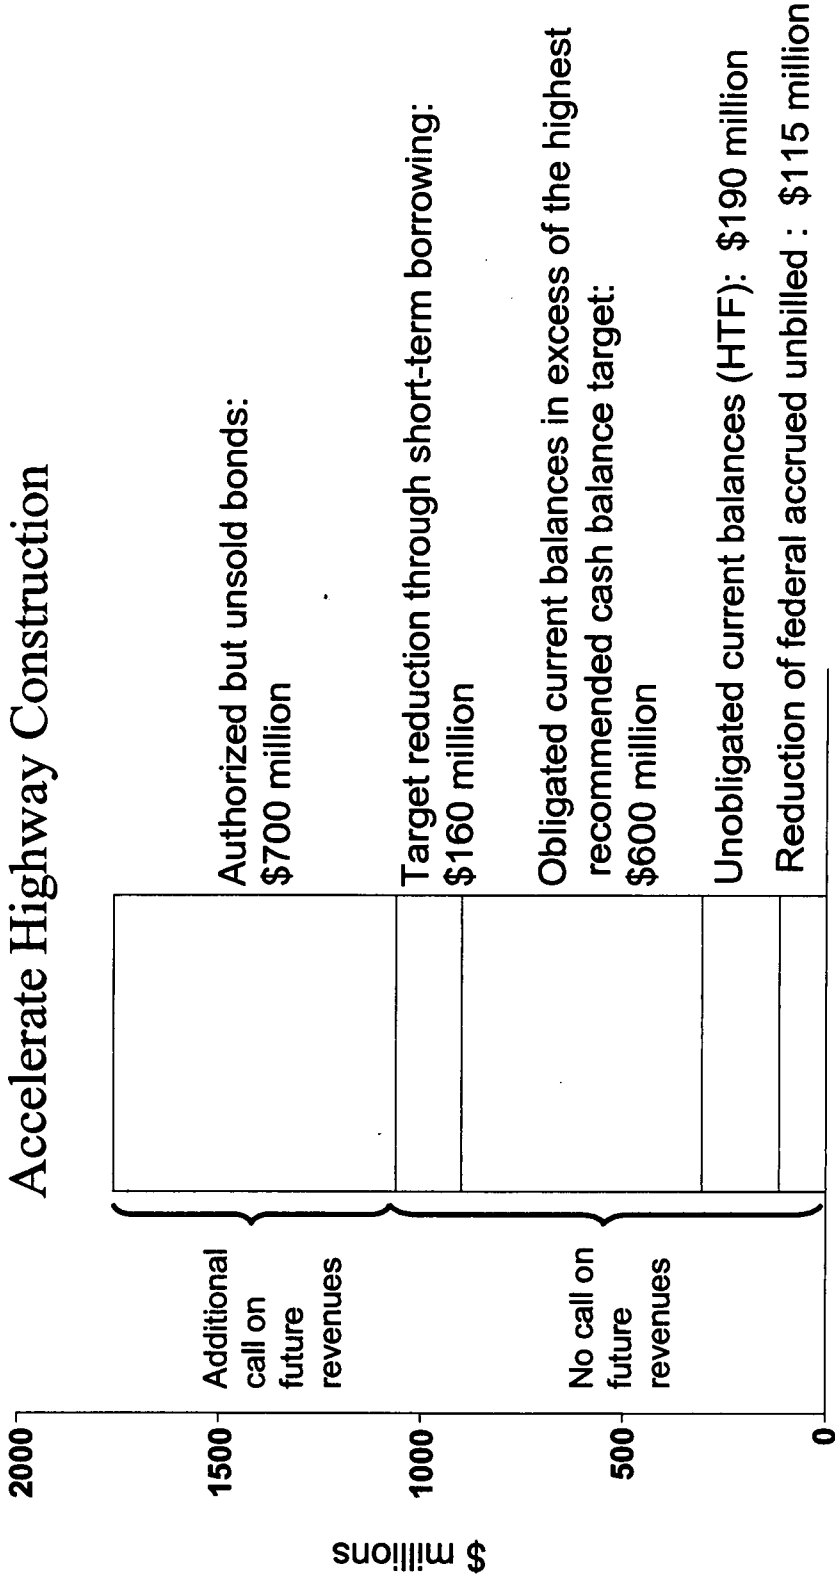 Accelerate Highway Construction
$ millions
2000
1500
1000
500
0
Additional
call on
future
revenues
No call on
future
revenues
Authorized but unsold bonds:
$700 million
Target reduction through short-term borrowing:
$160 million
Obligated current balances in excess of the highest
recommended cash balance target:
$600 million
Unobligated current balances (HTF): $190 million
Reduction of federal accrued unbilled : $115 million